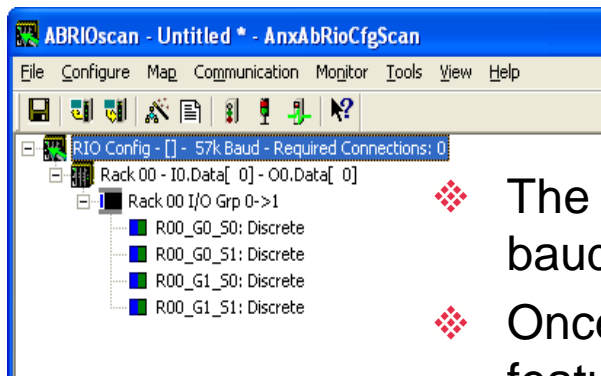 ABRIOscan - Untitled * - AnxAbRioCfgScan
File Configure Map Communication Monitor Tools View Help
RIO Config - [] - 57k Baud - Required Connections: 0
Rack 00 - I0.Data[ 0] - O0.Data[ 0]
Rack 00 I/O Grp 0->1
R00_G0_S0: Discrete
R00_G0_S1: Discrete
R00_G1_S0: Discrete
R00_G1_S1: Discrete
The